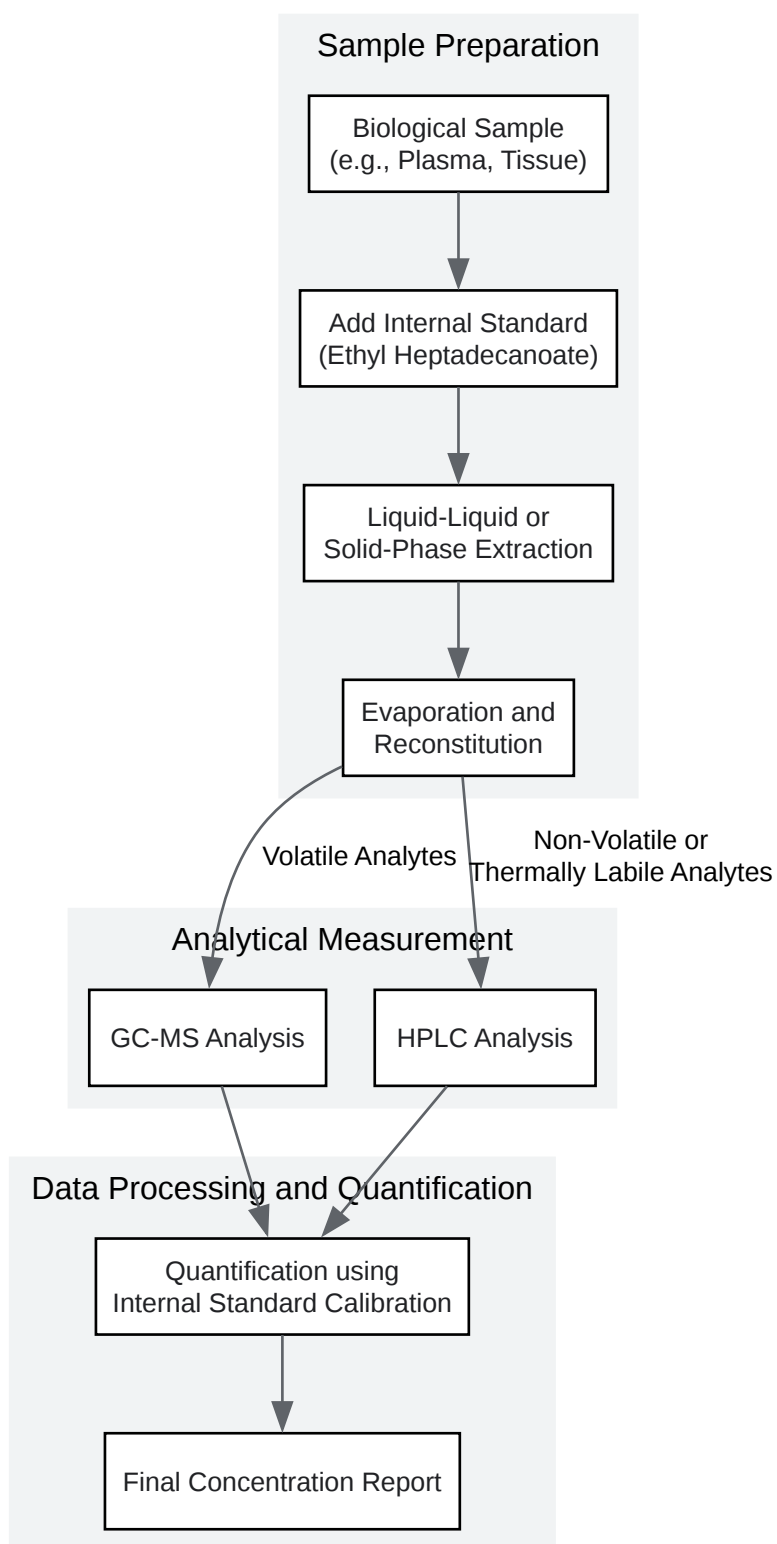 Sample Preparation
Biological Sample
(e.g., Plasma, Tissue)
Add Internal Standard
(Ethyl Heptadecanoate)
Liquid-Liquid or
Solid-Phase Extraction
Evaporation and
Reconstitution
Volatile Analytes
Non-Volatile or
Thermally Labile Analytes
Analytical Measurement
GC-MS Analysis
HPLC Analysis
Data Processing and Quantification
Quantification using
Internal Standard Calibration
Final Concentration Report